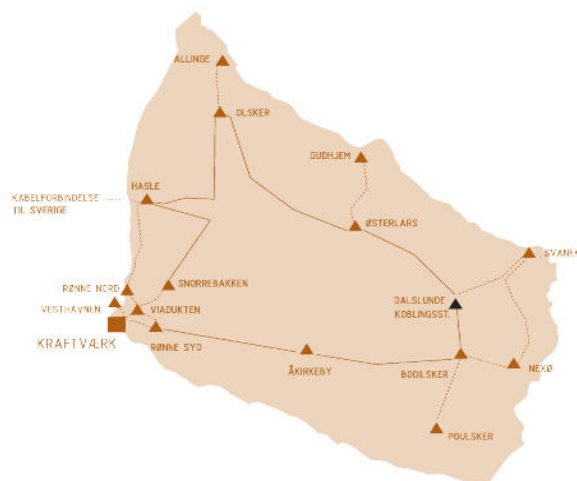 ALLINGE
OLSKER
GUDHJEM
HASLE
KABELFORBINDELSE
TIL SVERIGE
ØSTERLARS
SVANEK
RØNNE NORD
SNORREBAKKEN
DALSLUNDE
KOBLINGSST.
VESTHAVNEN
VIADUKTEN
KRAFTVÆRK
RØNNE SYD
ÅKIRKEBY
BODILSKER
NEXØ
POULSKER